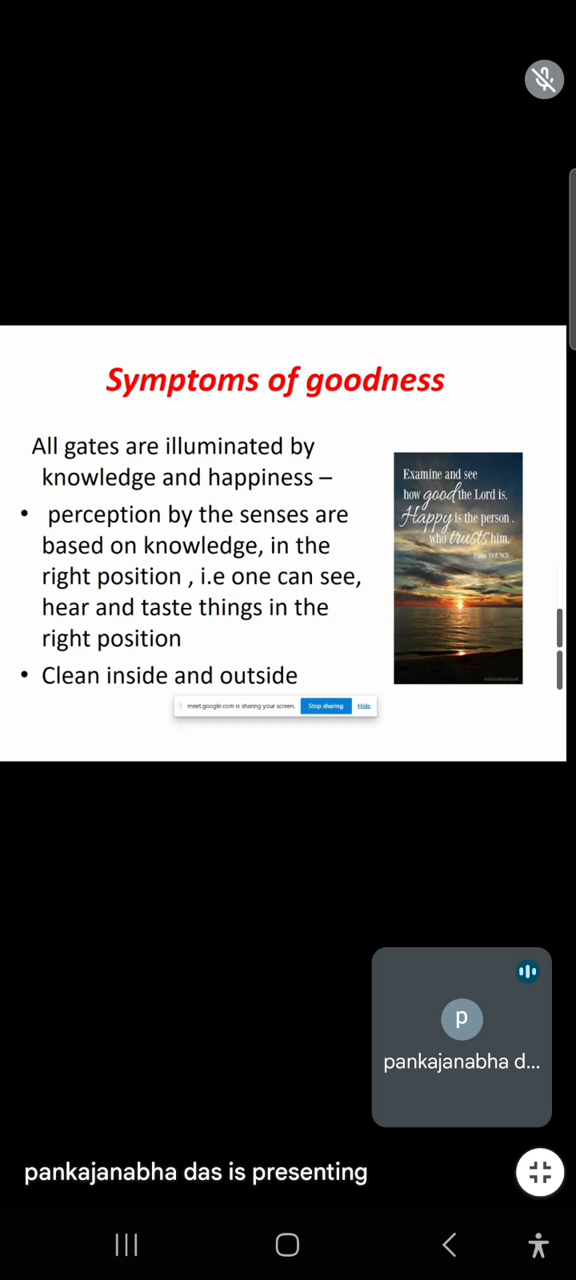 Symptoms of goodness
All gates are illuminated by
knowledge and happiness –
• perception by the senses are
based on knowledge, in the
right position , i.e one can see,
hear and taste things in the
right position
• Clean inside and outside
Examine and see
how good the Lord is.
Happy is the person
who trusts him.
meet.google.com is sharing your screen.
Stop sharing
Hide
p
pankajanabha d...
pankajanabha das is presenting